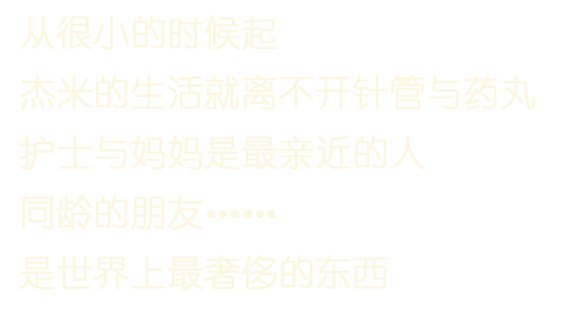 从很小的时候起
杰米的生活就离不开针管与药丸
护士与妈妈是最亲近的人
同龄的朋友······
是世界上最奢侈的东西